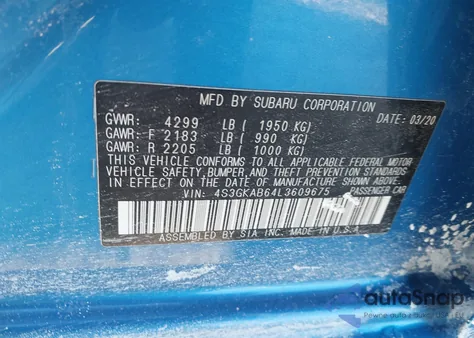 MFD BY SUBARU CORPORATION
GVWR: 4299 LB ( 1950 KG) DATE: 03/20
GAWR: F 2183 LB ( 990 KG)
GAWR: R 2205 LB ( 1000 KG)
THIS VEHICLE CONFORMS TO ALL APPLICABLE FEDERAL MOTOR
VEHICLE SAFETY, BUMPER, AND THEFT PREVENTION STANDARDS
IN EFFECT ON THE DATE OF MANUFACTURE SHOWN ABOVE.
VIN: 4S3GKAB64L3609675 PASSENGER CAR
ASSEMBLED BY SIA INC. MADE IN U.S.A.
autoSnap